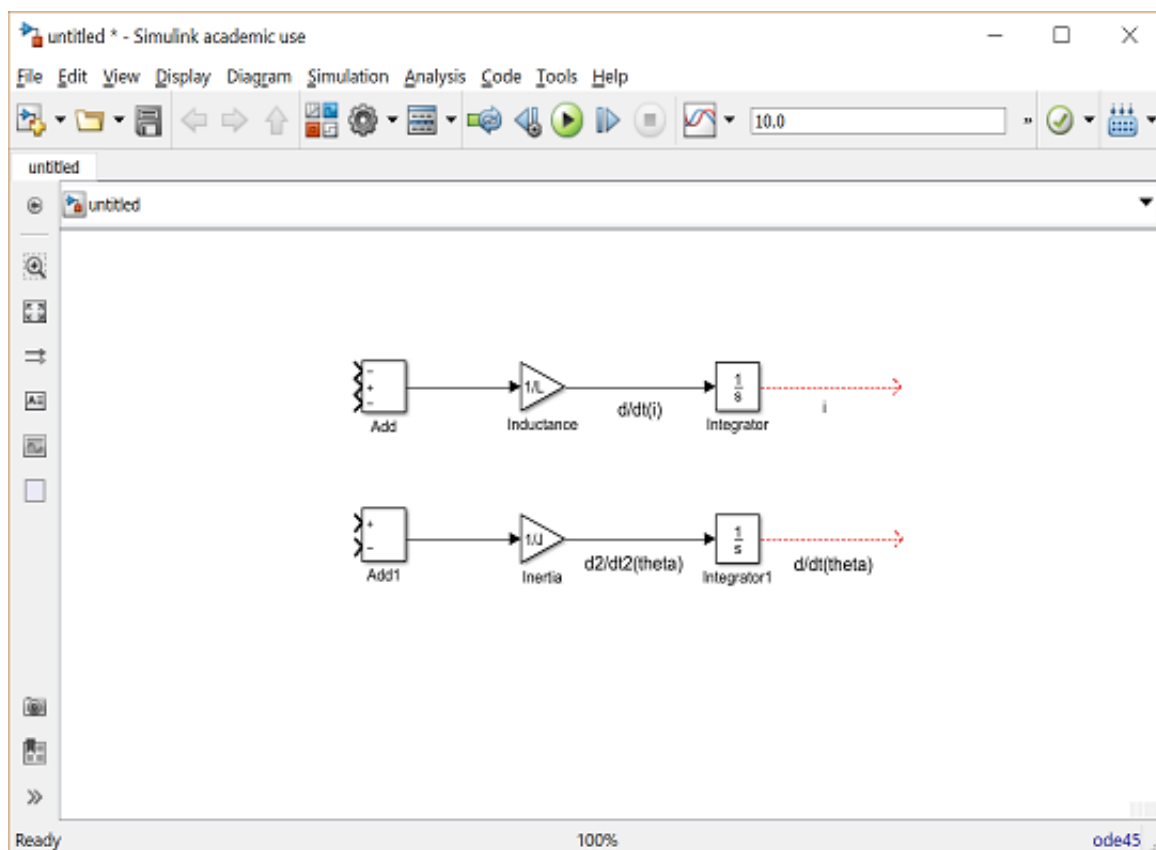 untitled * - Simulink academic use
File Edit View Display Diagram Simulation Analysis Code Tools Help
10.0 »
untitled
untitled
− + − 1/L 1 s
Add Inductance d/dt(i) Integrator i
+ − 1/J 1 s
Add1 Inertia d2/dt2(theta) Integrator1 d/dt(theta)
Ready 100% ode45